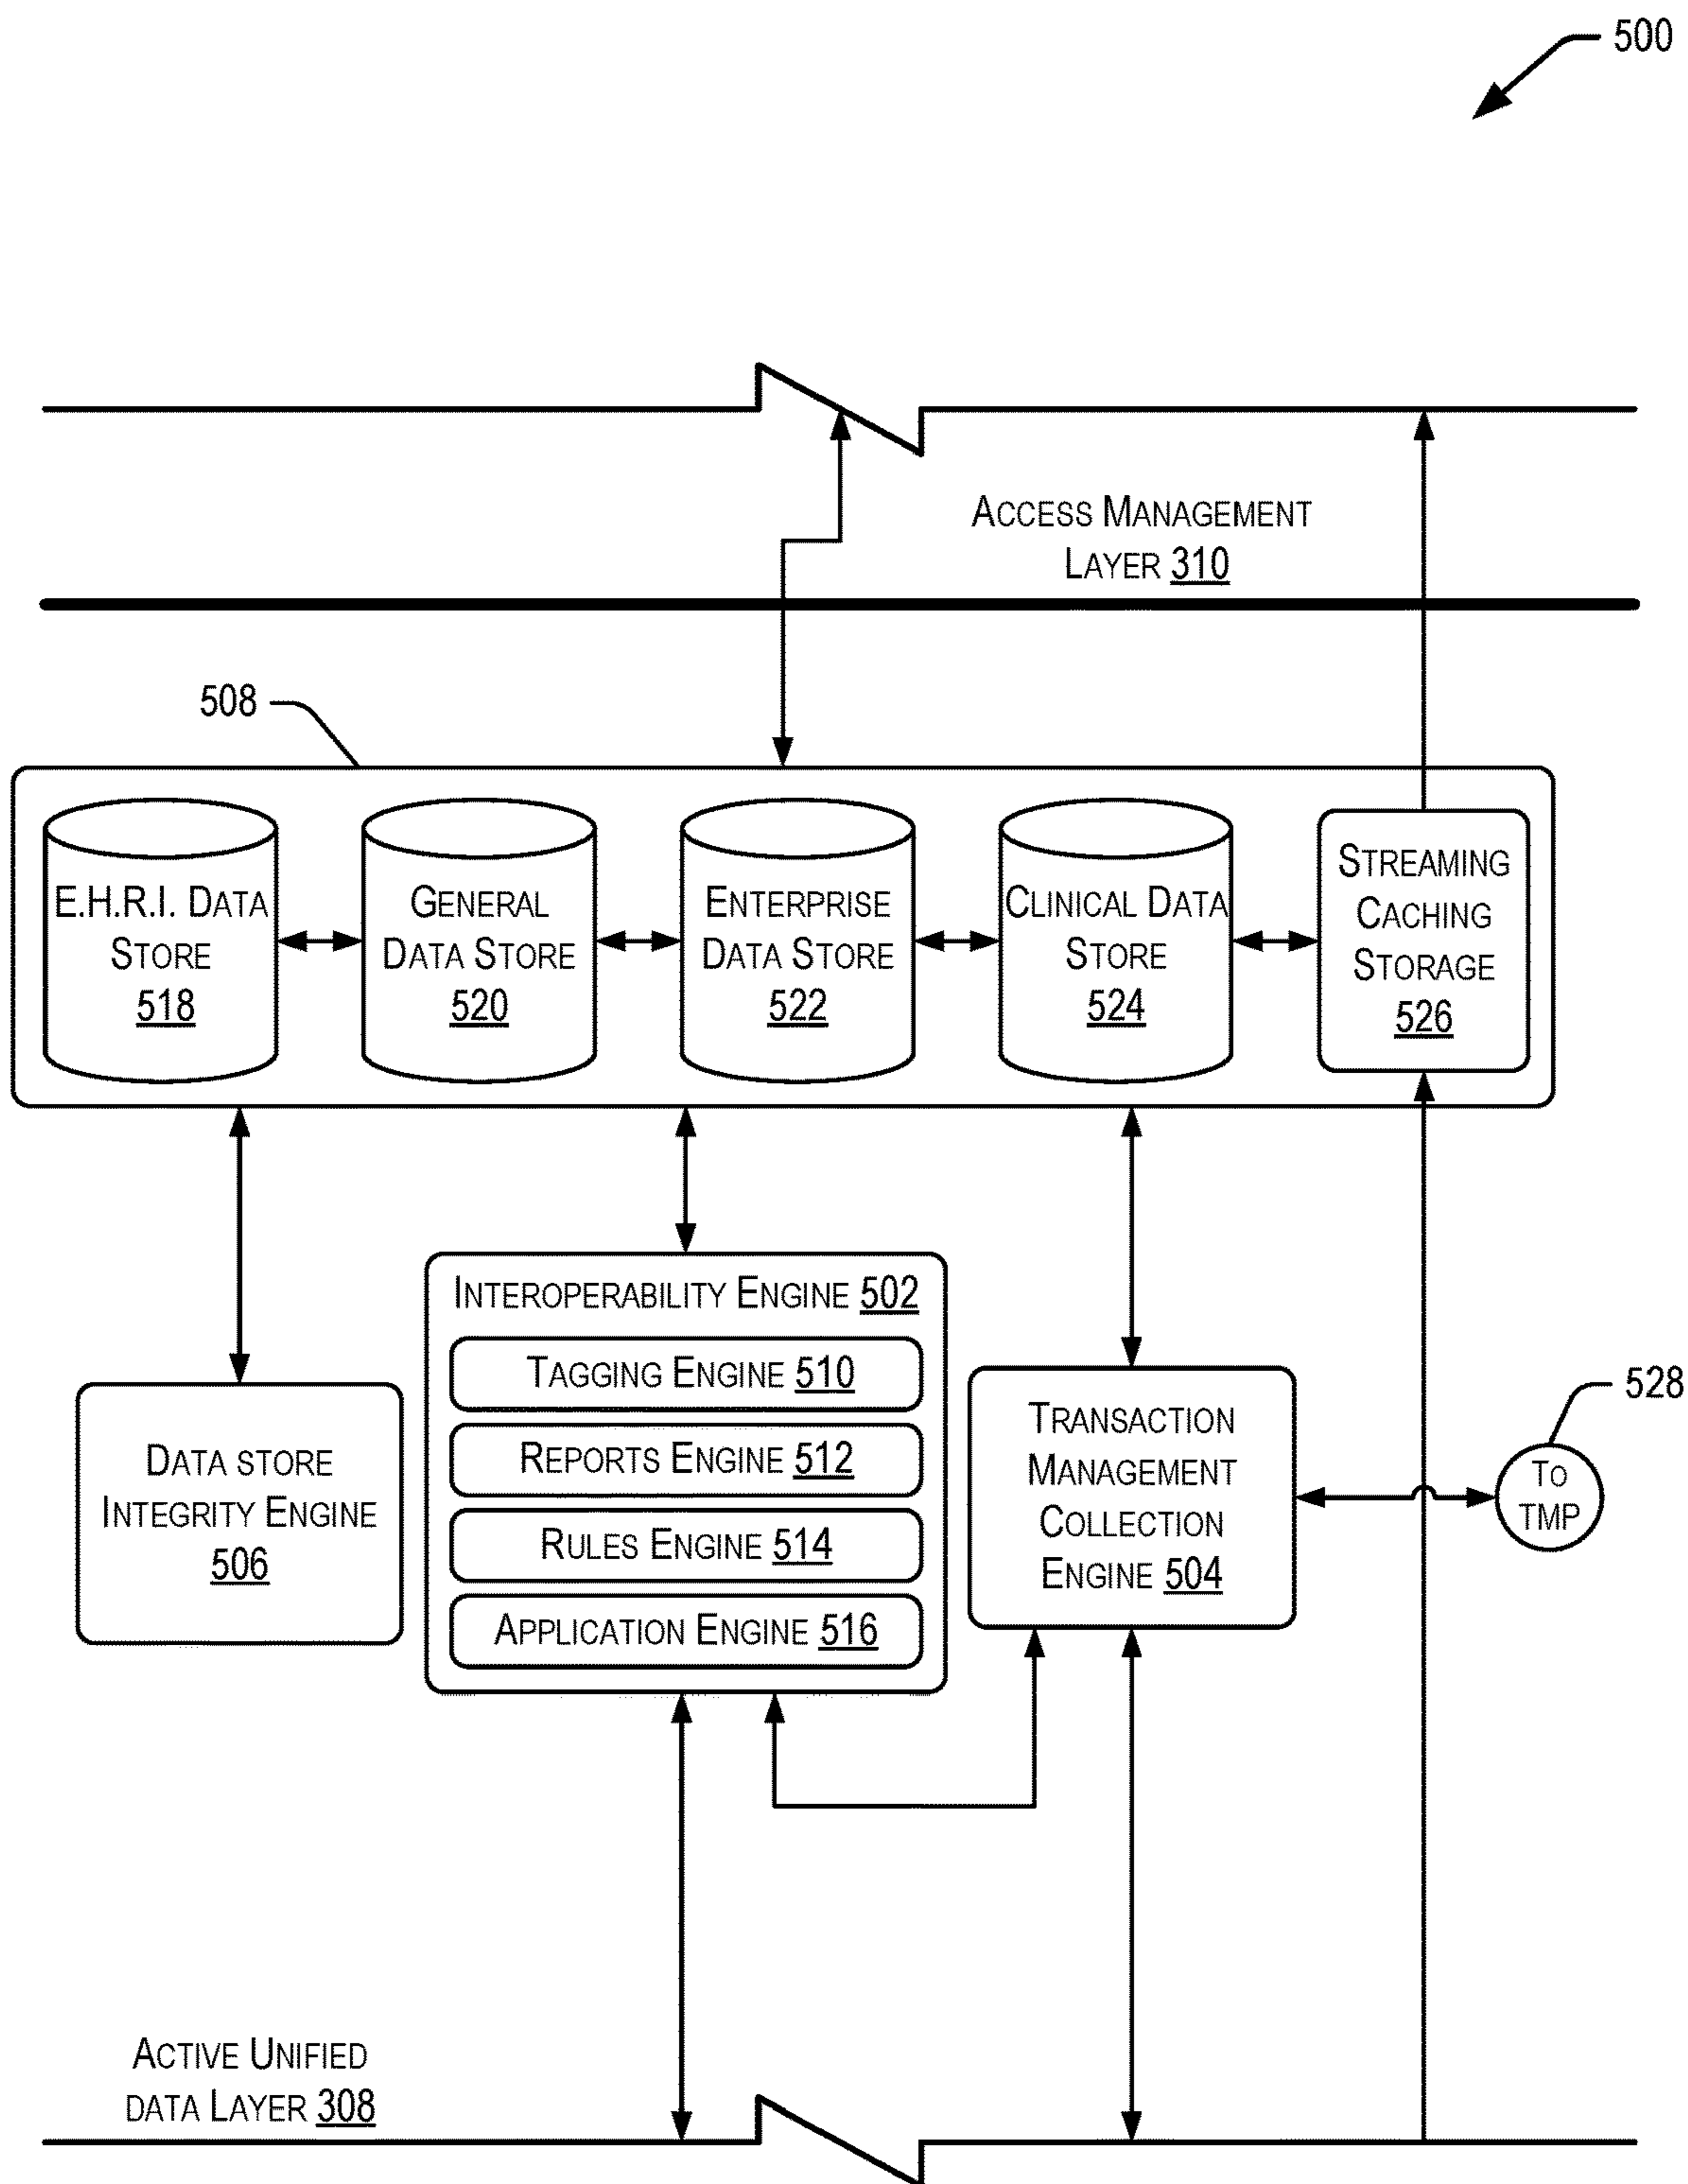 500
ACCESS MANAGEMENT
LAYER 310
508
E.H.R.I. DATA
STORE
518
GENERAL
DATA STORE
520
ENTERPRISE
DATA STORE
522
CLINICAL DATA
STORE
524
STREAMING
CACHING
STORAGE
526
INTEROPERABILITY ENGINE 502
TAGGING ENGINE 510
REPORTS ENGINE 512
RULES ENGINE 514
APPLICATION ENGINE 516
DATA STORE
INTEGRITY ENGINE
506
TRANSACTION
MANAGEMENT
COLLECTION
ENGINE 504
528
TO
TMP
ACTIVE UNIFIED
DATA LAYER 308